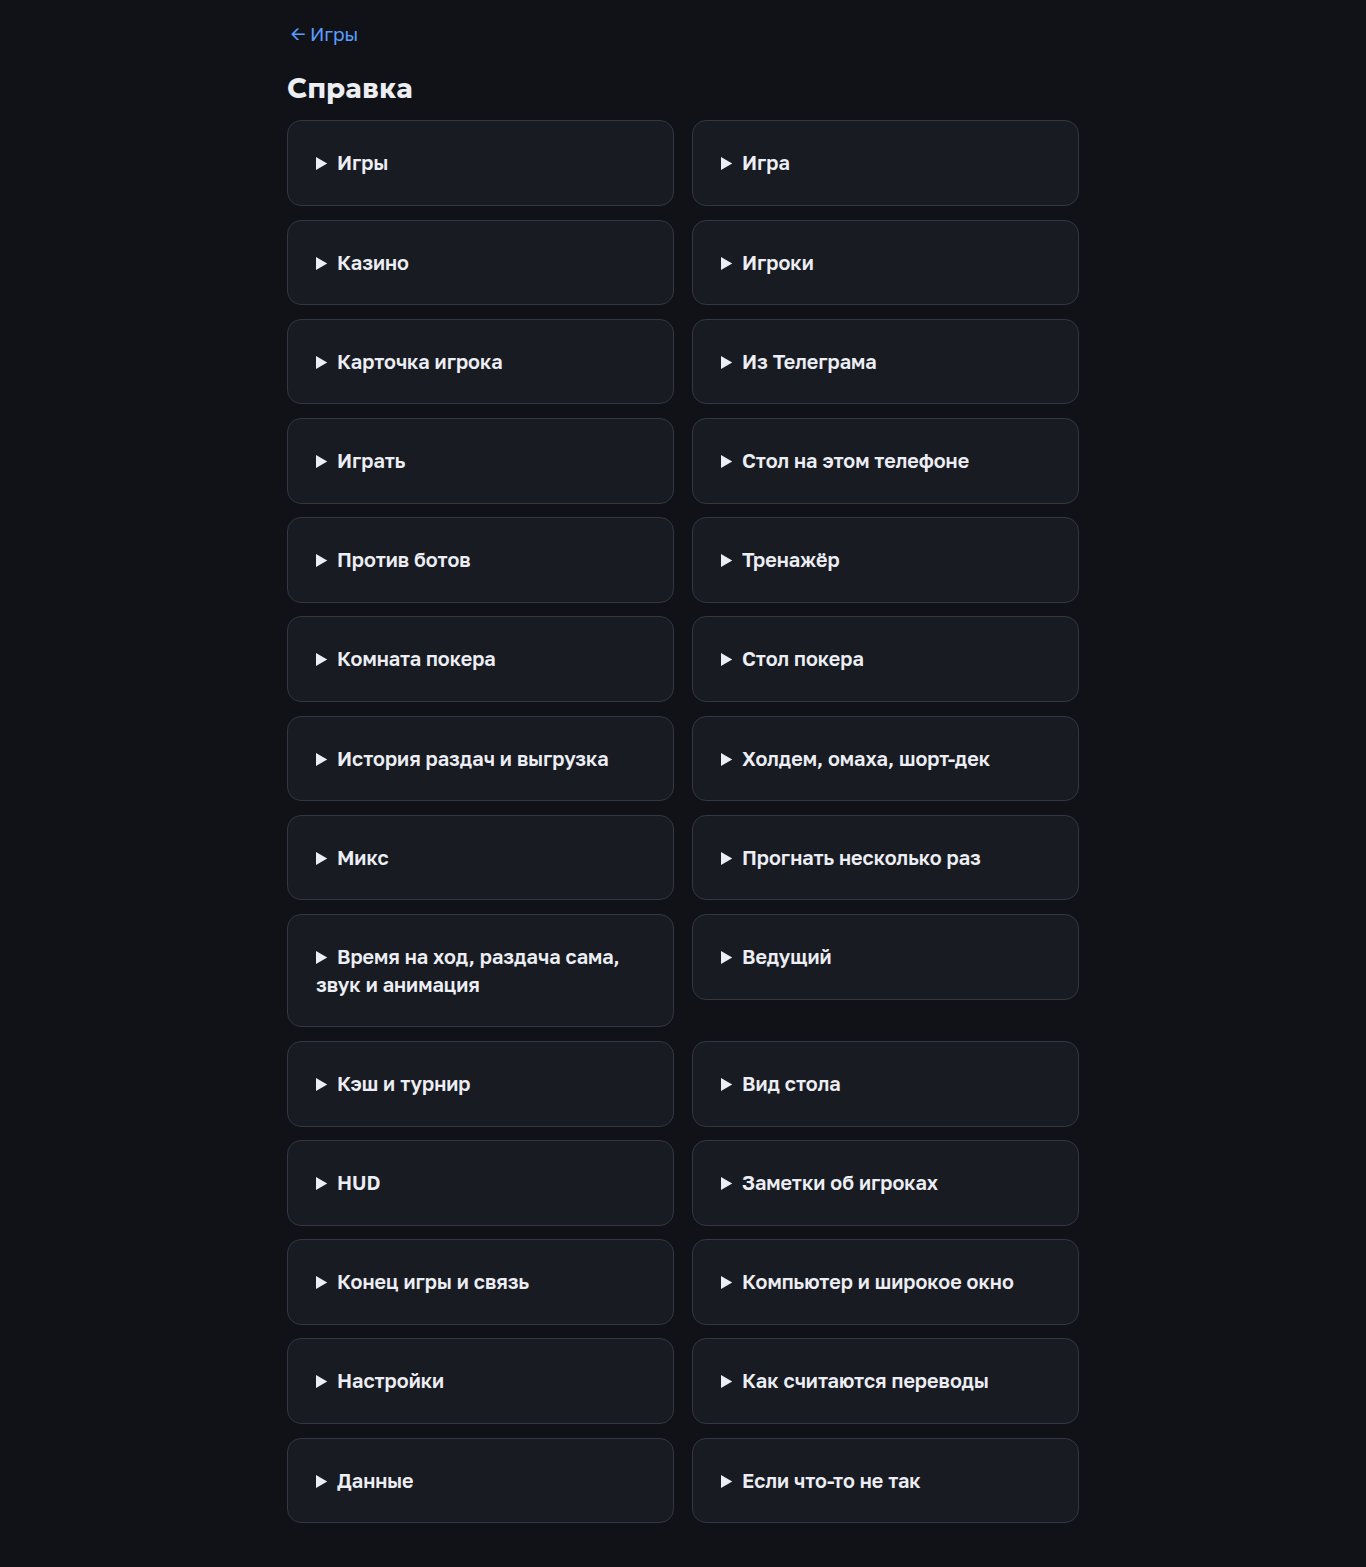 ← Игры
Справка
▶ Игры
▶ Игра
▶ Казино
▶ Игроки
▶ Карточка игрока
▶ Из Телеграма
▶ Играть
▶ Стол на этом телефоне
▶ Против ботов
▶ Тренажёр
▶ Комната покера
▶ Стол покера
▶ История раздач и выгрузка
▶ Холдем, омаха, шорт-дек
▶ Микс
▶ Прогнать несколько раз
▶ Время на ход, раздача сама,
звук и анимация
▶ Ведущий
▶ Кэш и турнир
▶ Вид стола
▶ HUD
▶ Заметки об игроках
▶ Конец игры и связь
▶ Компьютер и широкое окно
▶ Настройки
▶ Как считаются переводы
▶ Данные
▶ Если что-то не так